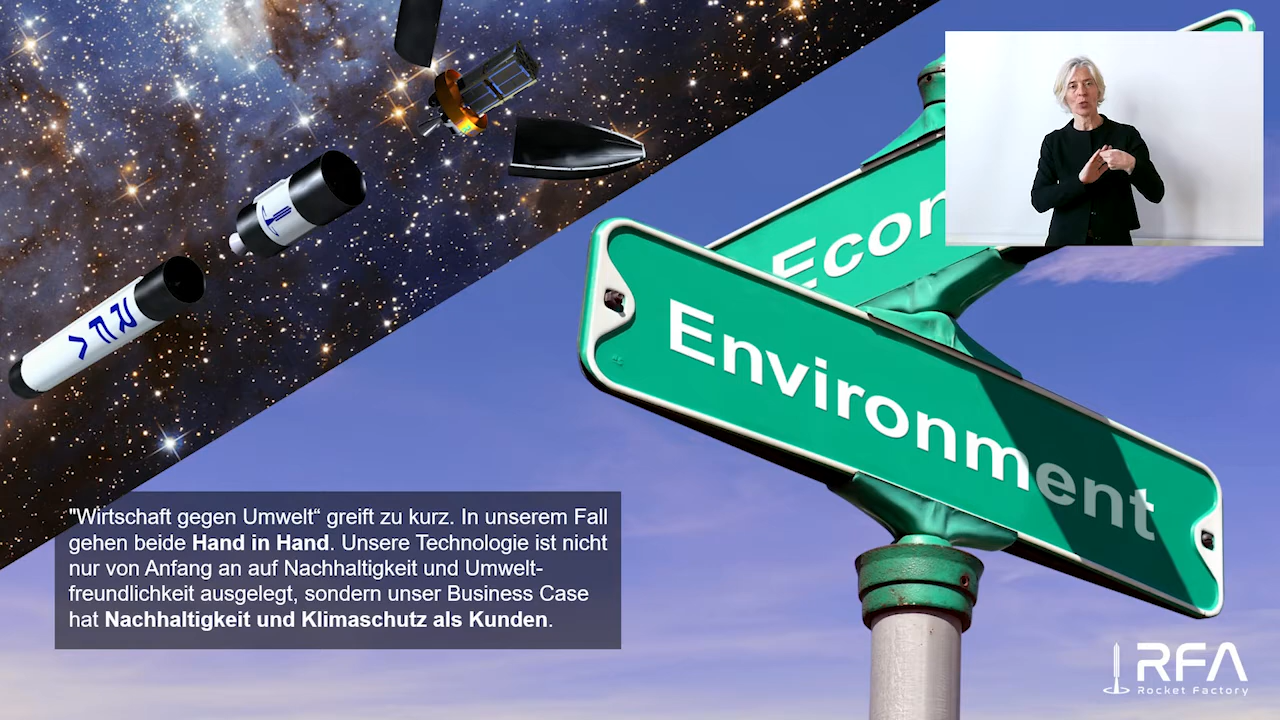 Econ
Environment
"Wirtschaft gegen Umwelt“ greift zu kurz. In unserem Fall
gehen beide Hand in Hand. Unsere Technologie ist nicht
nur von Anfang an auf Nachhaltigkeit und Umwelt-
freundlichkeit ausgelegt, sondern unser Business Case
hat Nachhaltigkeit und Klimaschutz als Kunden.
RFA
RFA
Rocket Factory